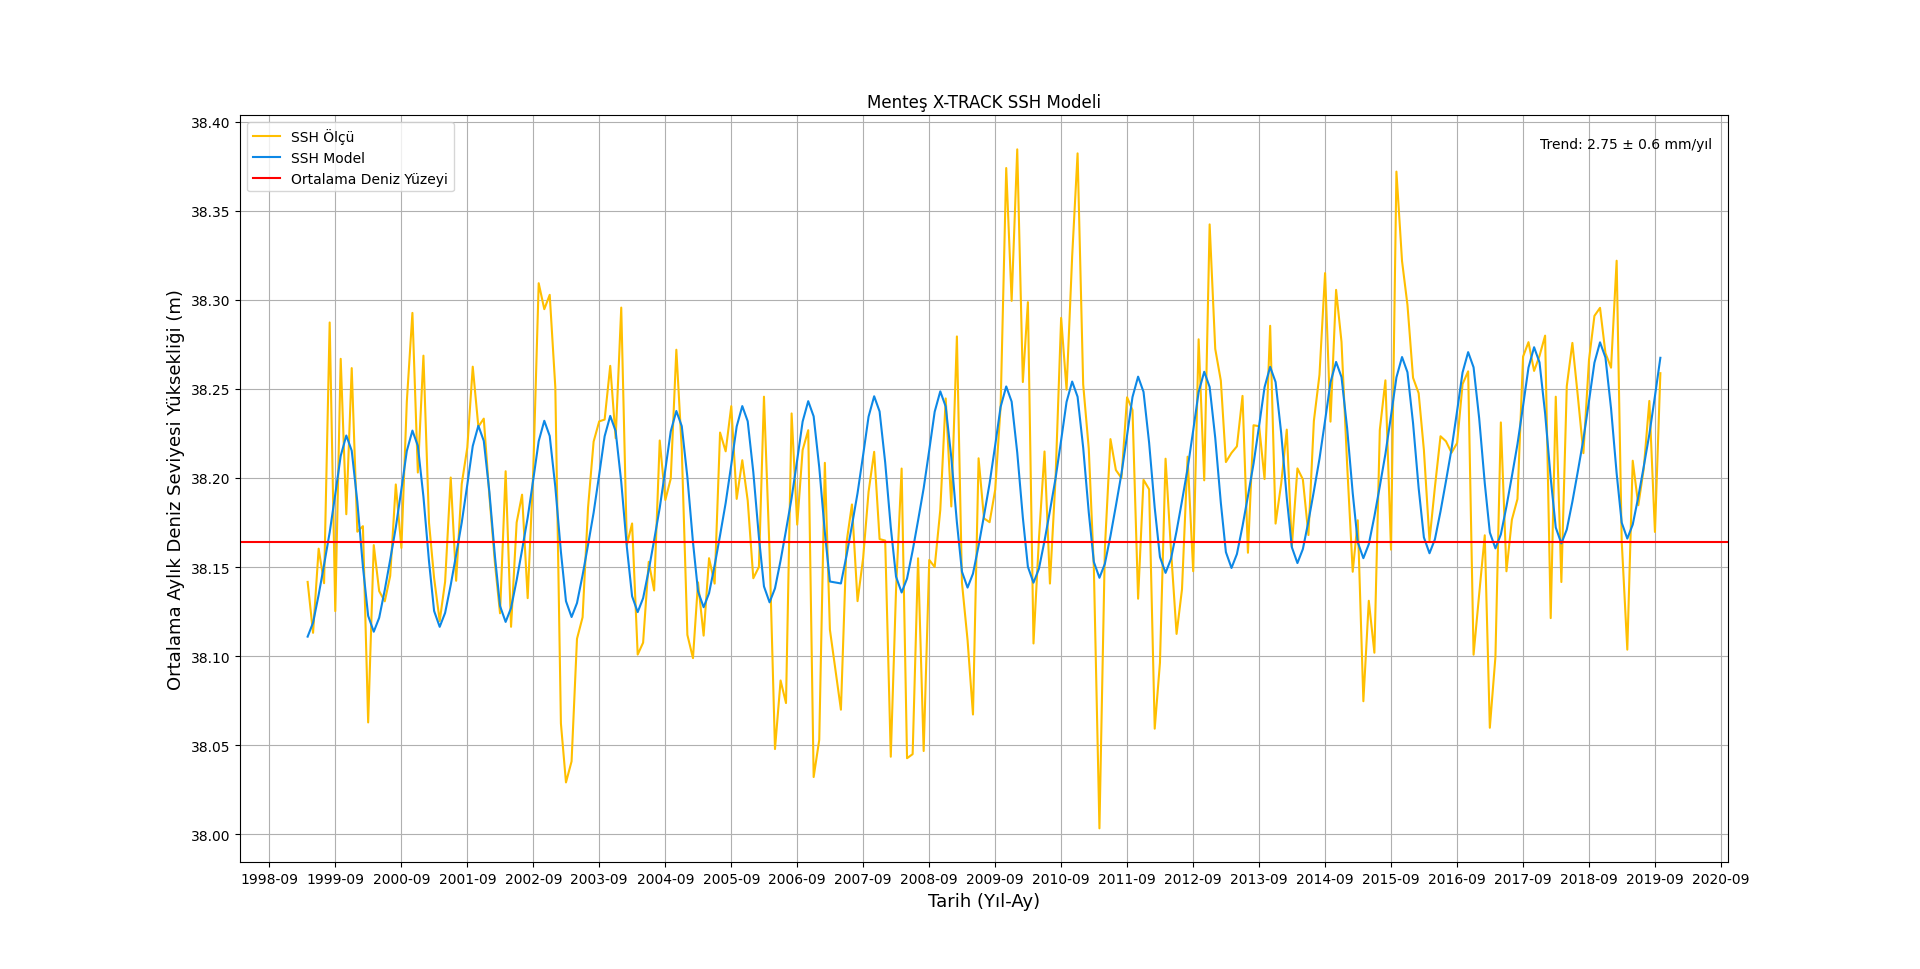 Menteş X-TRACK SSH Modeli
SSH Ölçü
SSH Model
Ortalama Deniz Yüzeyi
Trend: 2.75 ± 0.6 mm/yıl
Ortalama Aylık Deniz Seviyesi Yüksekliği (m)
38.40
38.35
38.30
38.25
38.20
38.15
38.10
38.05
38.00
1998-09 1999-09 2000-09 2001-09 2002-09 2003-09 2004-09 2005-09 2006-09 2007-09 2008-09 2009-09 2010-09 2011-09 2012-09 2013-09 2014-09 2015-09 2016-09 2017-09 2018-09 2019-09 2020-09
Tarih (Yıl-Ay)